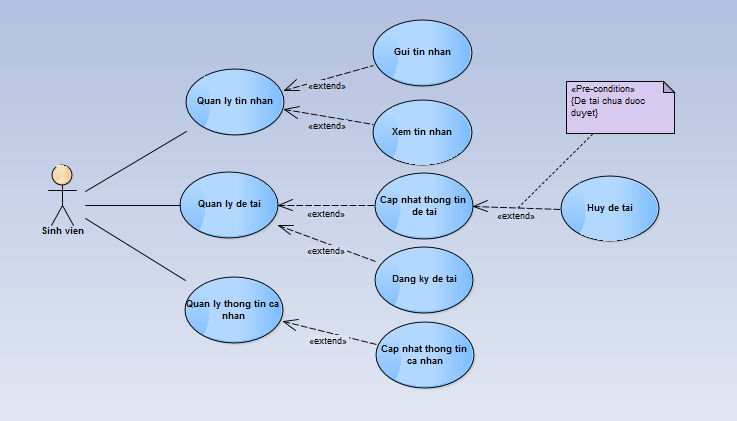 Gui tin nhan
«extend»
Quan ly tin nhan
«extend»
Xem tin nhan
«Pre-condition»
{De tai chua duoc
duyet}
Sinh vien
Quan ly de tai
«extend»
Cap nhat thong tin
de tai
«extend»
Huy de tai
«extend»
Dang ky de tai
Quan ly thong tin ca
nhan
«extend»
Cap nhat thong tin
ca nhan